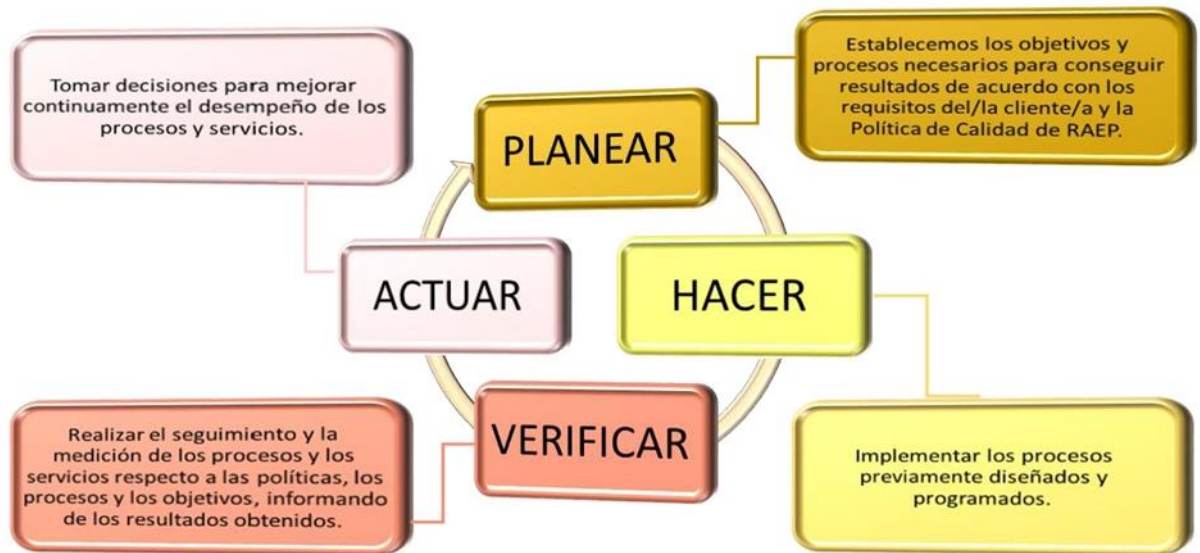 Tomar decisiones para mejorar
continuamente el desempeño de los
procesos y servicios.
Establecemos los objetivos y
procesos necesarios para conseguir
resultados de acuerdo con los
requisitos del/la cliente/a y la
Política de Calidad de RAEP.
PLANEAR
ACTUAR
HACER
VERIFICAR
Realizar el seguimiento y la
medición de los procesos y los
servicios respecto a las políticas, los
procesos y los objetivos, informando
de los resultados obtenidos.
Implementar los procesos
previamente diseñados y
programados.